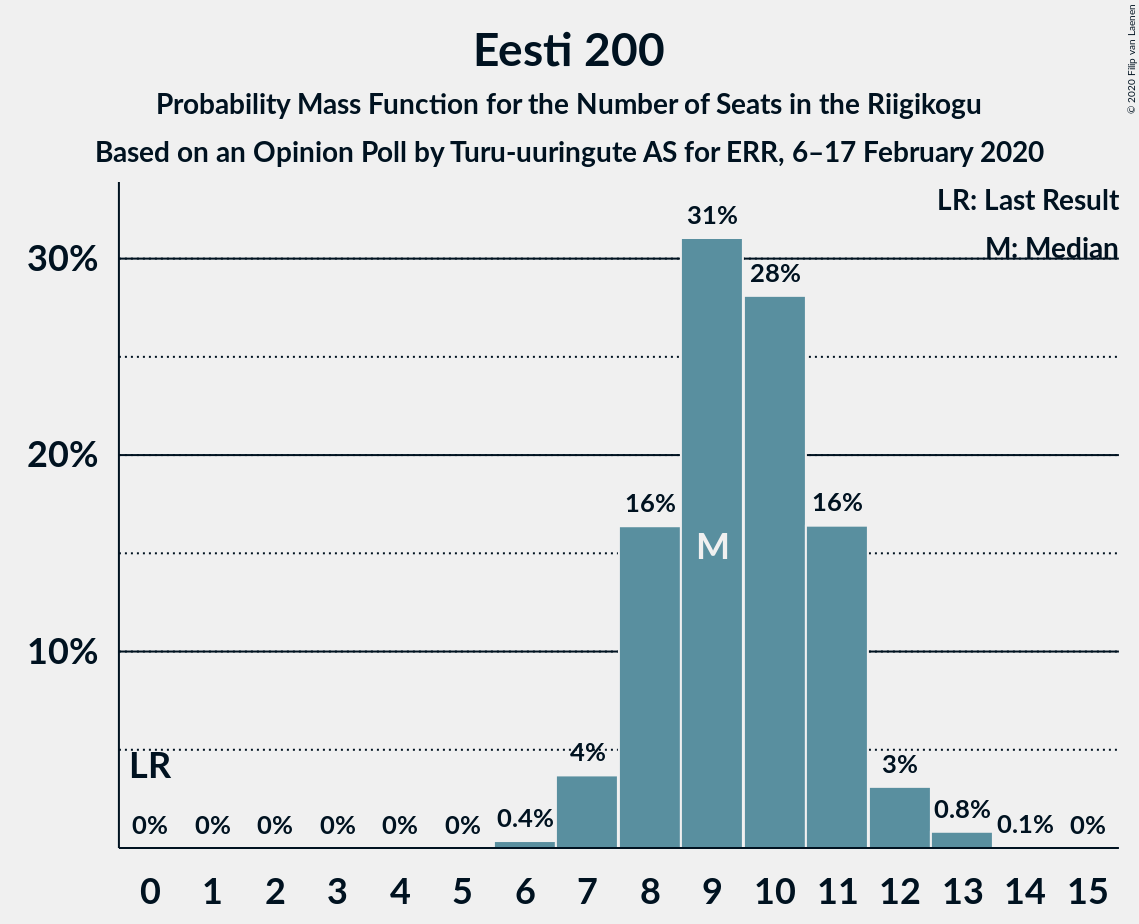 Eesti 200
Probability Mass Function for the Number of Seats in the Riigikogu
Based on an Opinion Poll by Turu-uuringute AS for ERR, 6–17 February 2020
© 2020 Filip van Laenen
LR: Last Result
M: Median
30%
20%
10%
31%
28%
16%
16%
M
4%
3%
LR
0% 0% 0% 0% 0% 0% 0.4% 0.8% 0.1% 0%
0 1 2 3 4 5 6 7 8 9 10 11 12 13 14 15